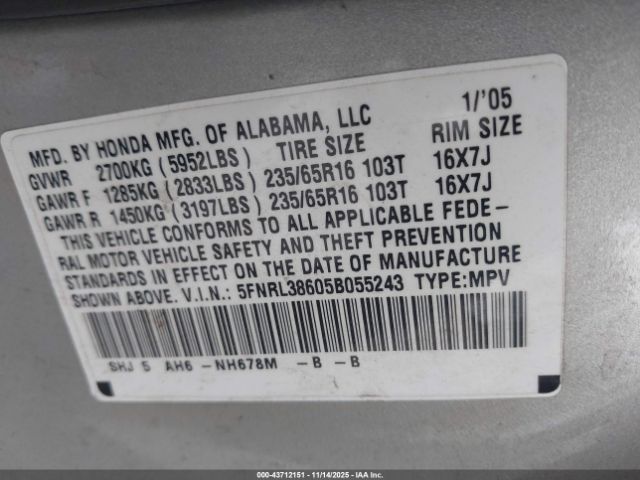 MFD. BY HONDA MFG. OF ALABAMA, LLC 1/'05
GVWR 2700KG (5952LBS) TIRE SIZE RIM SIZE
GAWR F 1285KG (2833LBS) 235/65R16 103T 16X7J
GAWR R 1450KG (3197LBS) 235/65R16 103T 16X7J
THIS VEHICLE CONFORMS TO ALL APPLICABLE FEDE-
RAL MOTOR VEHICLE SAFETY AND THEFT PREVENTION
STANDARDS IN EFFECT ON THE DATE OF MANUFACTURE
SHOWN ABOVE. V.I.N.: 5FNRL38605B055243 TYPE:MPV
SHJ 5 AH6 -NH678M -B -B
000-43712151 - 11/14/2025 - IAAI.COM